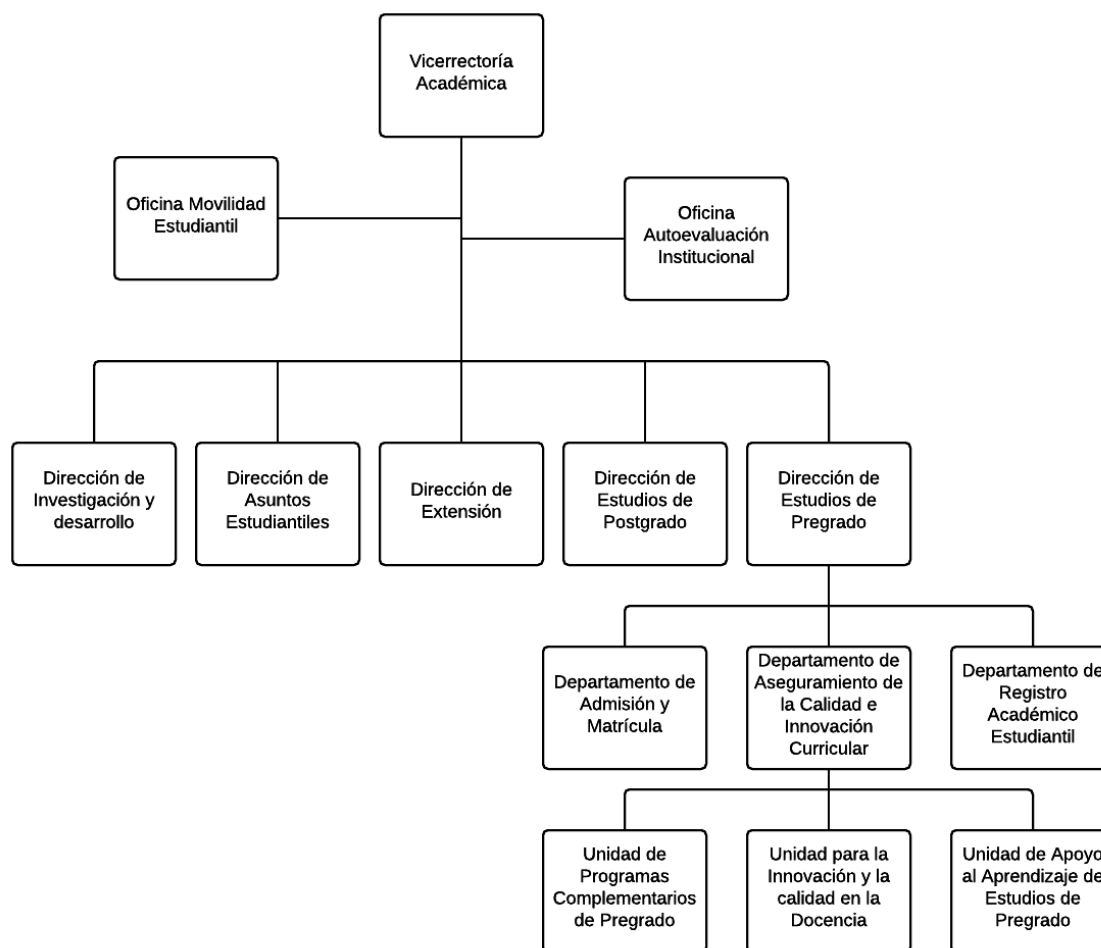 Vicerrectoría
Académica
Oficina Movilidad
Estudiantil
Oficina
Autoevaluación
Institucional
Dirección de
Investigación y
desarrollo
Dirección de
Asuntos
Estudiantiles
Dirección de
Extensión
Dirección de
Estudios de
Postgrado
Dirección de
Estudios de
Pregrado
Departamento de
Admisión y
Matrícula
Departamento de
Aseguramiento de
la Calidad e
Innovación
Curricular
Departamento de
Registro
Académico
Estudiantil
Unidad de
Programas
Complementarios
de Pregrado
Unidad para la
Innovación y la
calidad en la
Docencia
Unidad de Apoyo
al Aprendizaje de
Estudios de
Pregrado